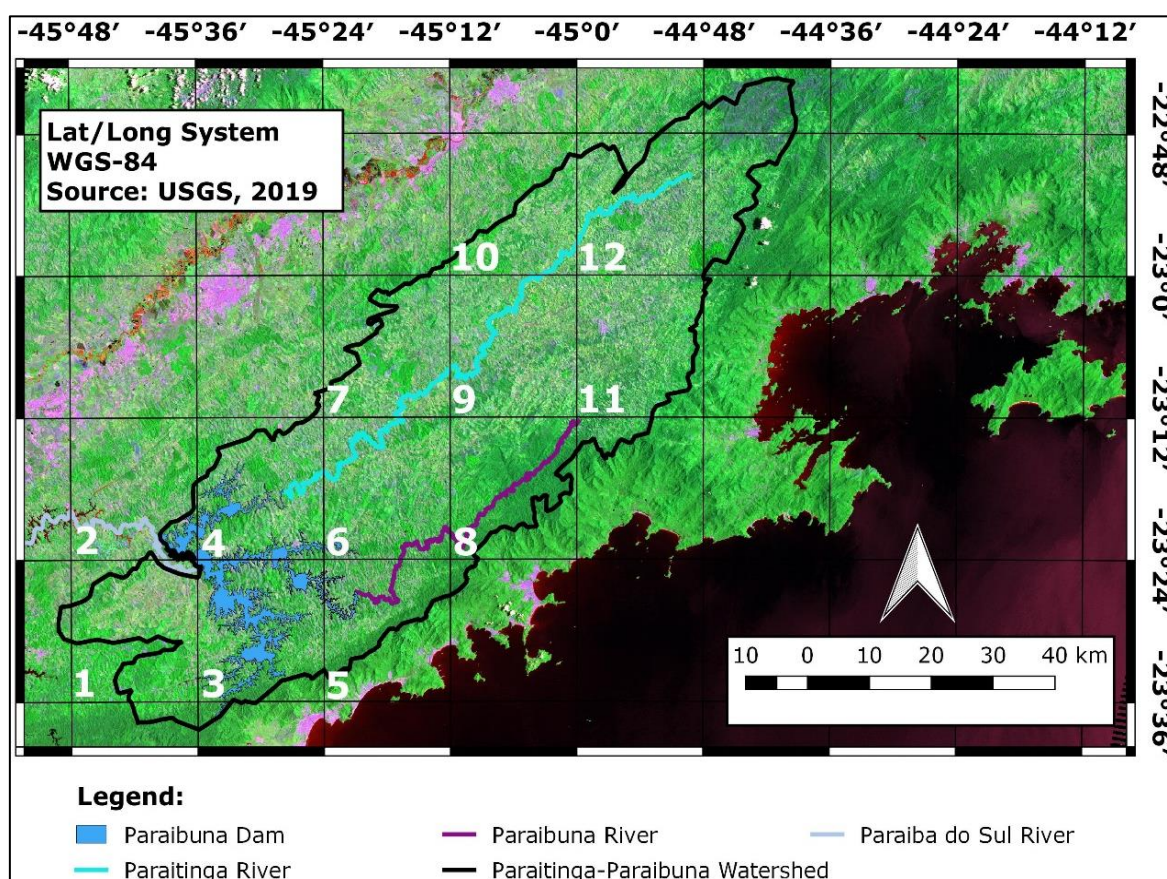 -45°48′ -45°36′ -45°24′ -45°12′ -45°0′ -44°48′ -44°36′ -44°24′ -44°12′
Lat/Long System
WGS-84
Source: USGS, 2019
-22°48′
10 12
-23°0′
7 9 11
-23°12′
2 4 6 8
-23°24′
1 3 5
-23°36′
10 0 10 20 30 40 km
Legend:
Paraibuna Dam Paraibuna River Paraiba do Sul River
Paraitinga River Paraitinga-Paraibuna Watershed